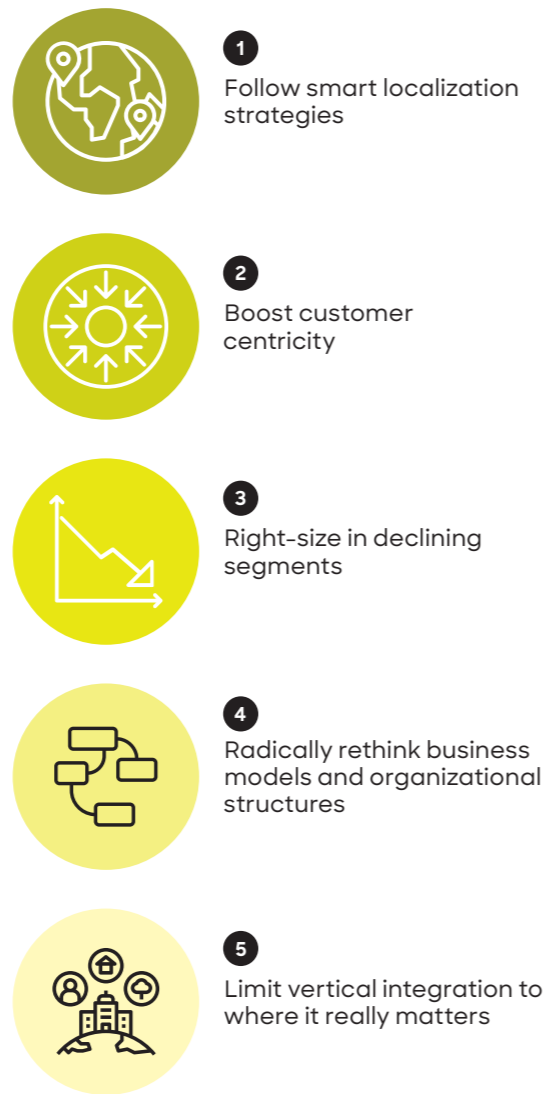 1
Follow smart localization
strategies
2
Boost customer
centricity
3
Right-size in declining
segments
4
Radically rethink business
models and organizational
structures
5
Limit vertical integration to
where it really matters